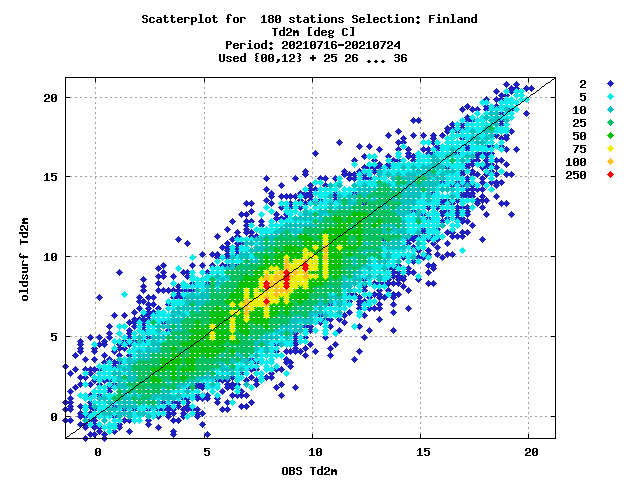 Scatterplot for  180 stations Selection: Finland
Td2m [deg C]
Period: 20210716-20210724
Used {00,12} + 25 26 ... 36
2
5
10
25
50
75
100
250
20
15
10
5
0
oldsurf Td2m
0 5 10 15 20
OBS Td2m